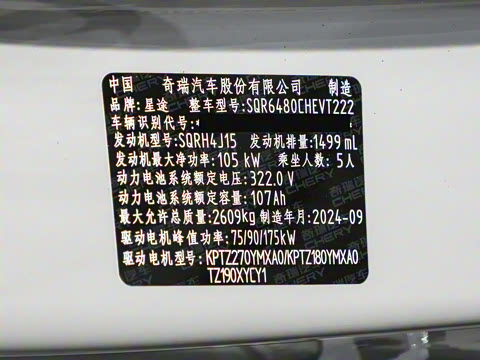 中国 奇瑞汽车股份有限公司 制造
品牌:星途 整车型号:SQR6480CHEVT222
车辆识别代号:
发动机型号:SQRH4J15 发动机排量:1499 mL
发动机最大净功率:105 kW 乘坐人数:5人
动力电池系统额定电压:322.0 V
动力电池系统额定容量:107Ah
最大允许总质量:2609kg 制造年月:2024-09
驱动电机峰值功率:75/90/175kW
驱动电机型号:KPTZ270YMXA0/KPTZ180YMXA0
TZ190XYCY1